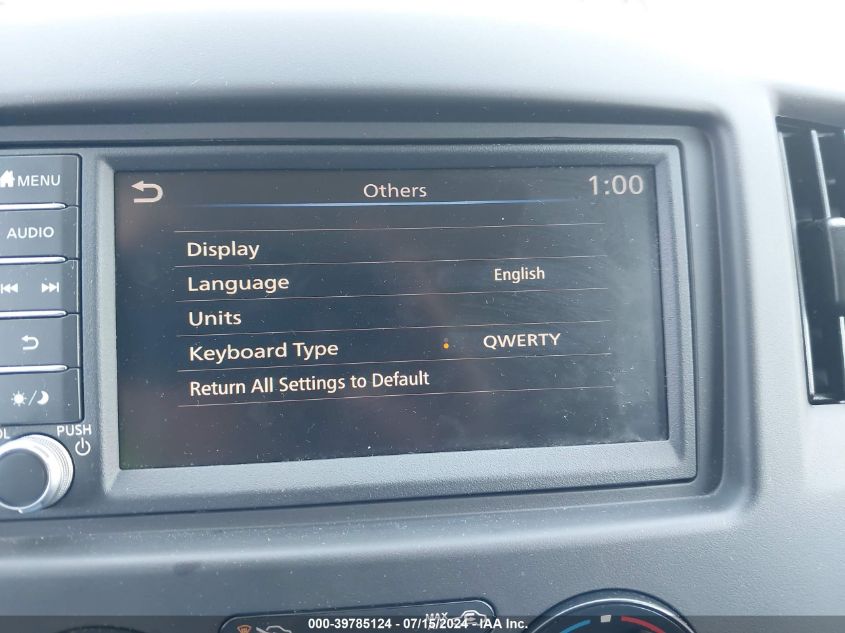 MENU
AUDIO
PUSH
Others
1:00
Display
Language English
Units
Keyboard Type QWERTY
Return All Settings to Default
MAX
000-39785124 - 07/15/2024 - IAA Inc.